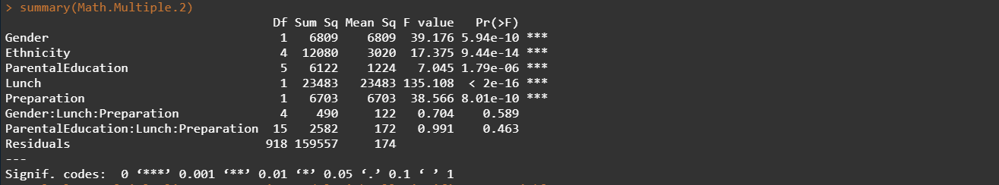 > summary(Math.Multiple.2)
Df Sum Sq Mean Sq F value Pr(>F)
Gender 1 6809 6809 39.176 5.94e-10 ***
Ethnicity 4 12080 3020 17.375 9.44e-14 ***
ParentalEducation 5 6122 1224 7.045 1.79e-06 ***
Lunch 1 23483 23483 135.108 < 2e-16 ***
Preparation 1 6703 6703 38.566 8.01e-10 ***
Gender:Lunch:Preparation 4 490 122 0.704 0.589
ParentalEducation:Lunch:Preparation 15 2582 172 0.991 0.463
Residuals 918 159557 174
---
Signif. codes: 0 ‘***’ 0.001 ‘**’ 0.01 ‘*’ 0.05 ‘.’ 0.1 ‘ ’ 1